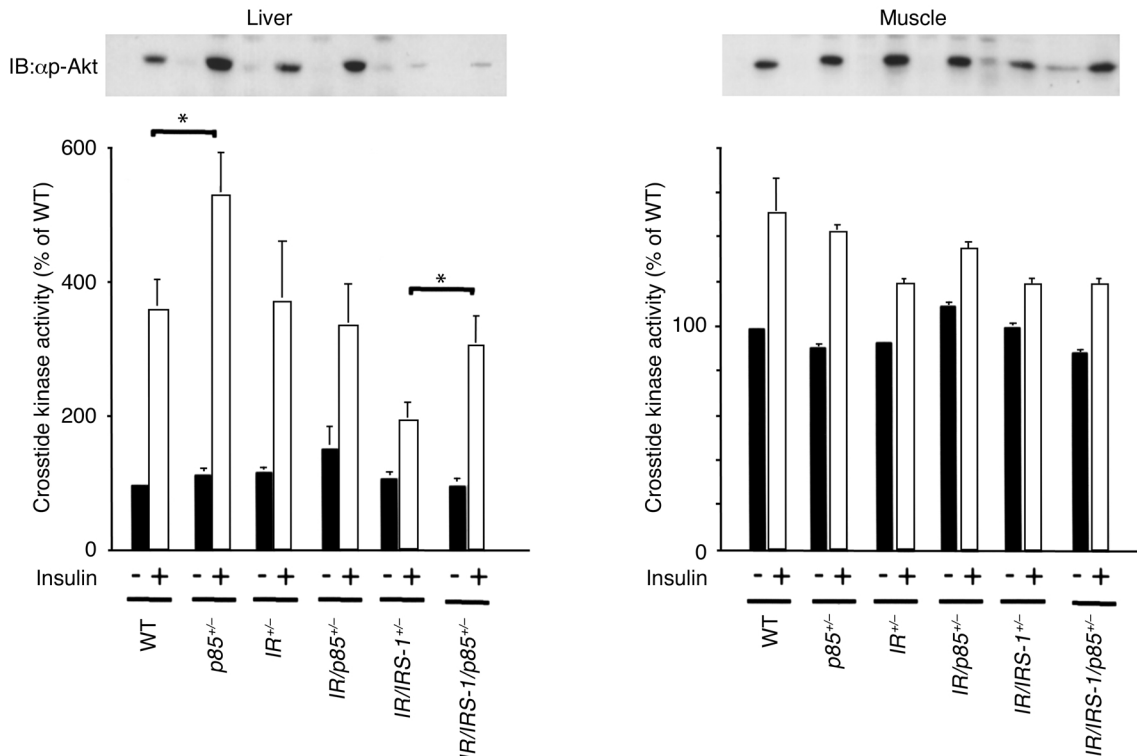 Liver
Muscle
IB:αp-Akt
*
*
Crosstide kinase activity (% of WT)
600
400
200
0
Insulin
- + - + - + - + - + - +
WT
p85+/–
IR+/–
IR/p85+/–
IR/IRS-1+/–
IR/IRS-1/p85+/–
Crosstide kinase activity (% of WT)
100
0
Insulin
- + - + - + - + - + - +
WT
p85+/–
IR+/–
IR/p85+/–
IR/IRS-1+/–
IR/IRS-1/p85+/–